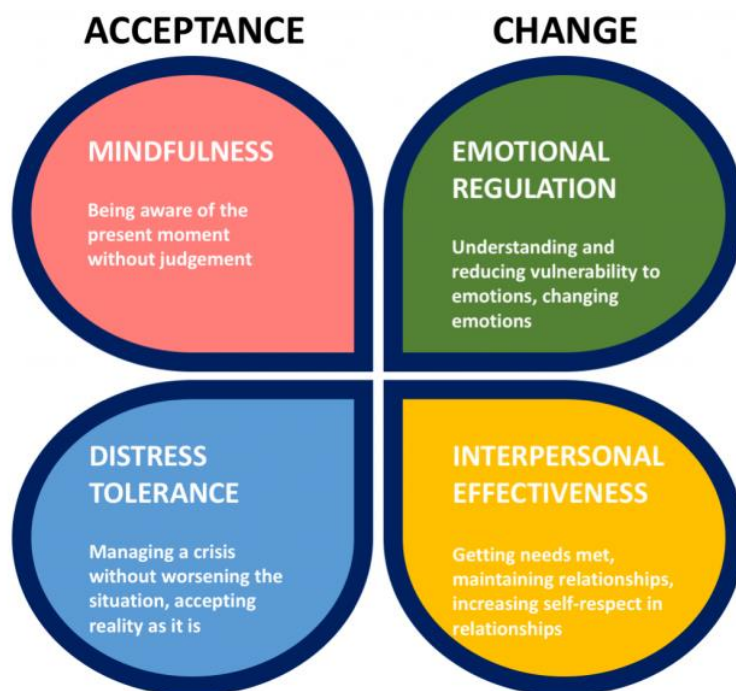 ACCEPTANCE
CHANGE
MINDFULNESS
Being aware of the
present moment
without judgement
EMOTIONAL
REGULATION
Understanding and
reducing vulnerability to
emotions, changing
emotions
DISTRESS
TOLERANCE
Managing a crisis
without worsening the
situation, accepting
reality as it is
INTERPERSONAL
EFFECTIVENESS
Getting needs met,
maintaining relationships,
increasing self-respect in
relationships